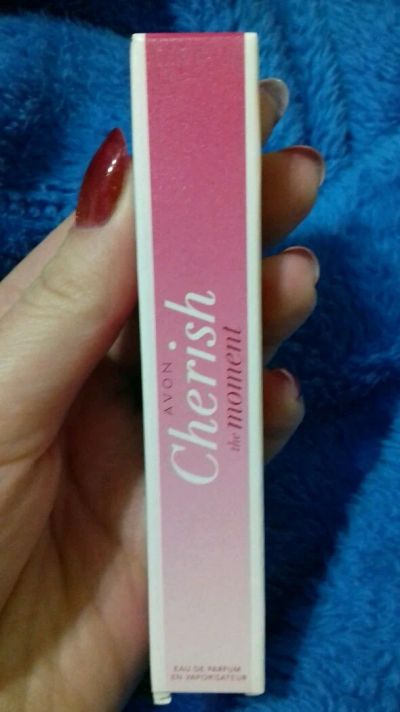 AVON
Cherish
the moment
EAU DE PARFUM
EN VAPORISATEUR